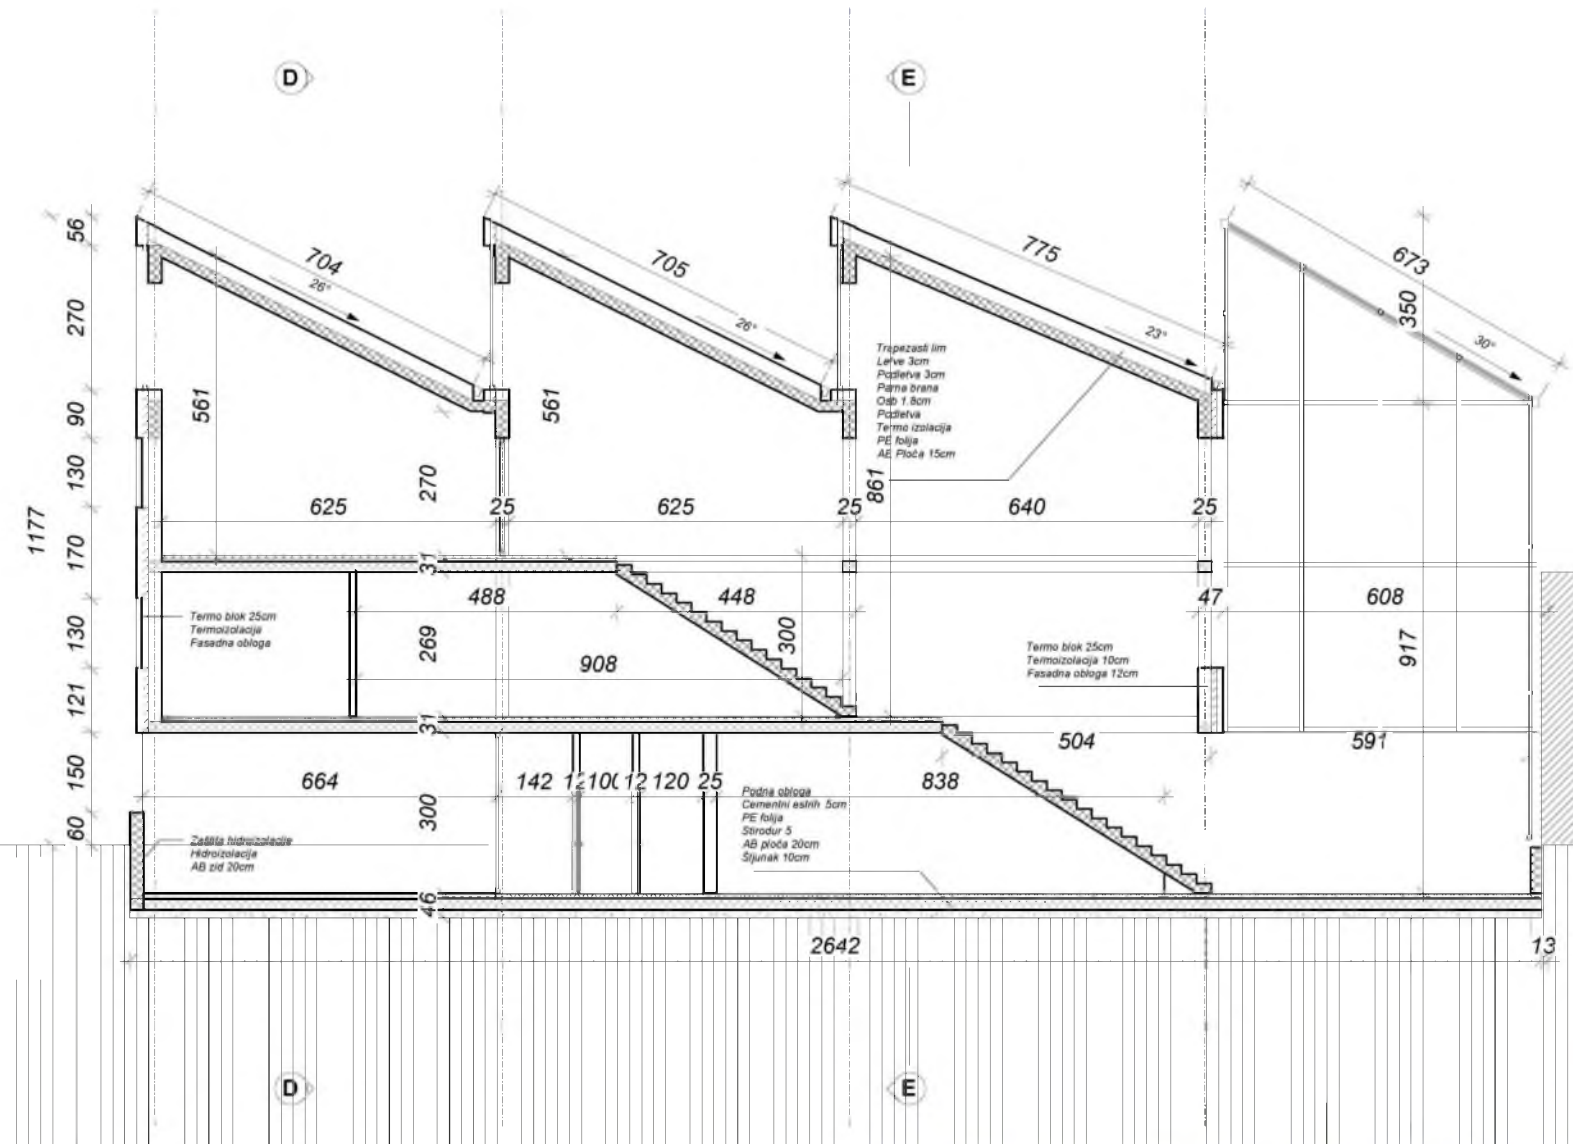 D
E
56
270
90
130
170
130
121
150
60
1177
704
26°
705
26°
775
23°
673
350
30°
561
561
861
Trapezasti lim
Letve 3cm
Podletva 3cm
Parna brana
Osb 1.8cm
Podletva
Termo izolacija
PE folija
AB Ploča 15cm
270
625
25
625
25
640
25
31
488
448
47
608
Termo blok 25cm
Termoizolacija
Fasadna obloga
269
908
300
Termo blok 25cm
Termoizolacija 10cm
Fasadna obloga 12cm
917
31
504
591
664
142
12
100
12
120
25
838
300
Podna obloga
Cementni estrih 5cm
PE folija
Stirodur 5
AB ploča 20cm
Šljunak 10cm
Zaštita hidroizolacije
Hidroizolacija
AB zid 20cm
46
2642
13
D
E